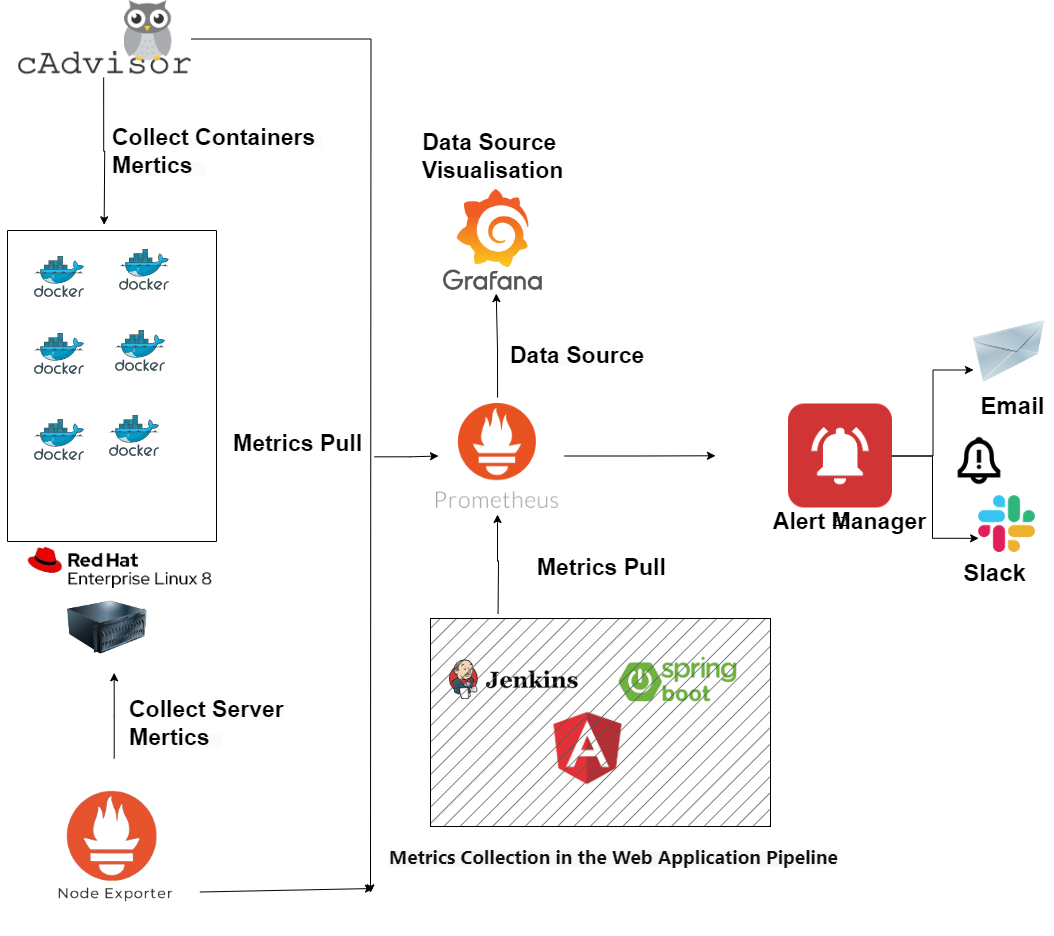 cAdvisor
Collect Containers
Mertics
Data Source
Visualisation
Grafana
docker
docker
docker
docker
docker
docker
Data Source
Metrics Pull
Prometheus
Email
Alert Manager
Slack
Red Hat
Enterprise Linux 8
Metrics Pull
Jenkins
spring
boot
A
Collect Server
Mertics
Metrics Collection in the Web Application Pipeline
Node Exporter